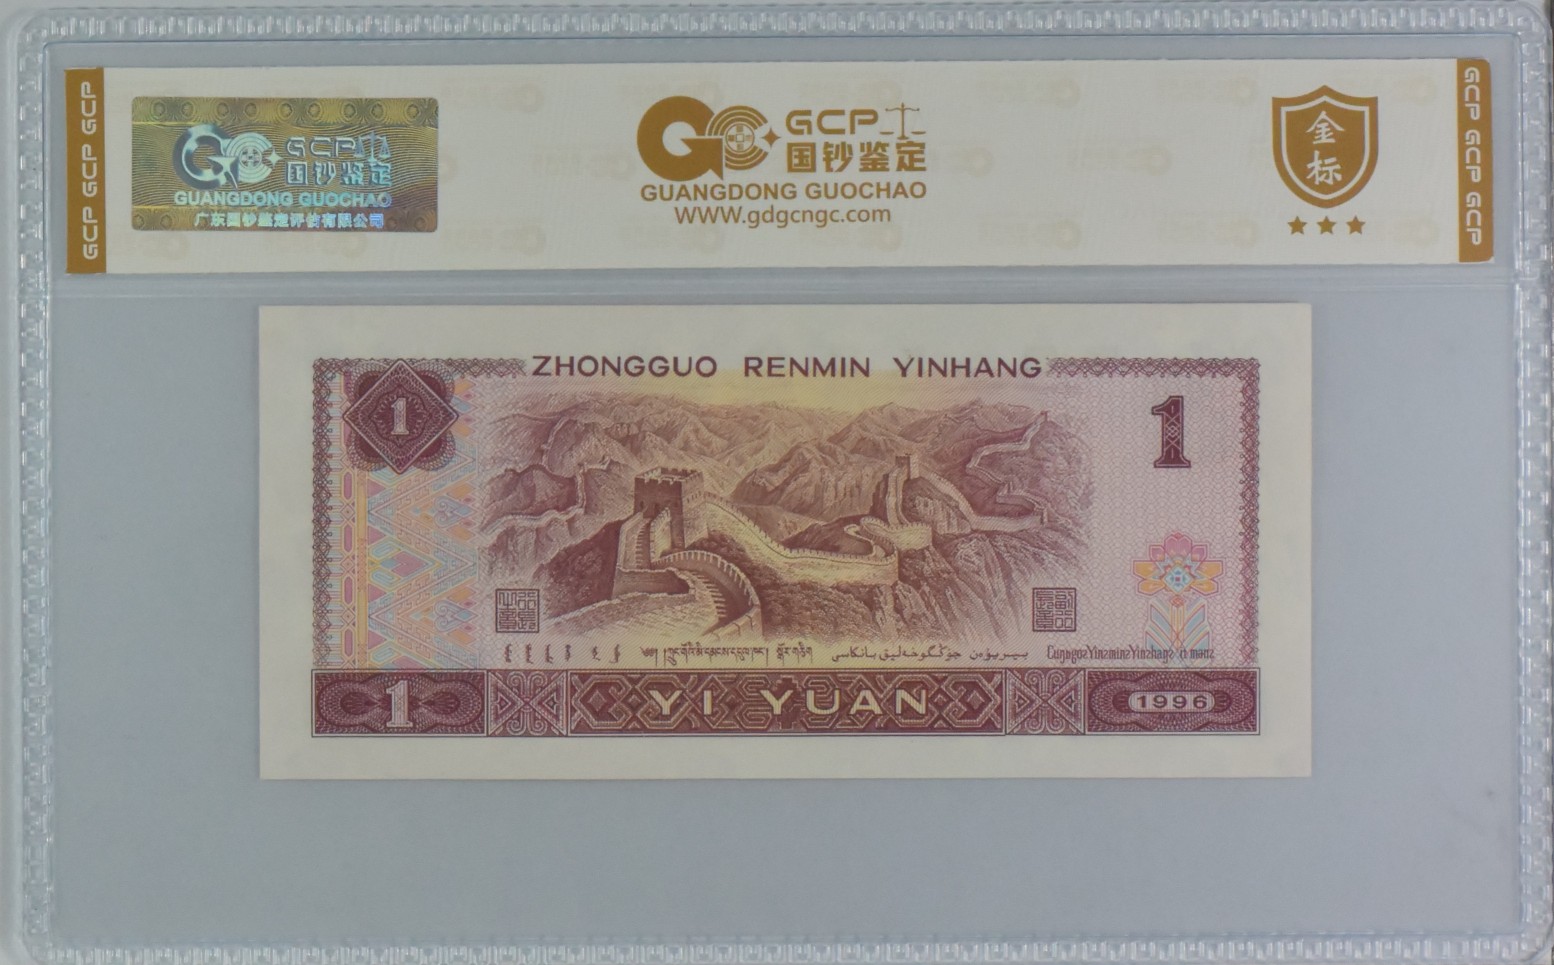 GCP GCP GCP
GCP
国钞鉴定
GUANGDONG GUOCHAO
广东国钞鉴定评估有限公司
GCP
国钞鉴定
GUANGDONG GUOCHAO
WWW.gdgcngc.com
金
标
GCP GCP GCP
ZHONGGUO RENMIN YINHANG
1
1
1
YI YUAN
1996